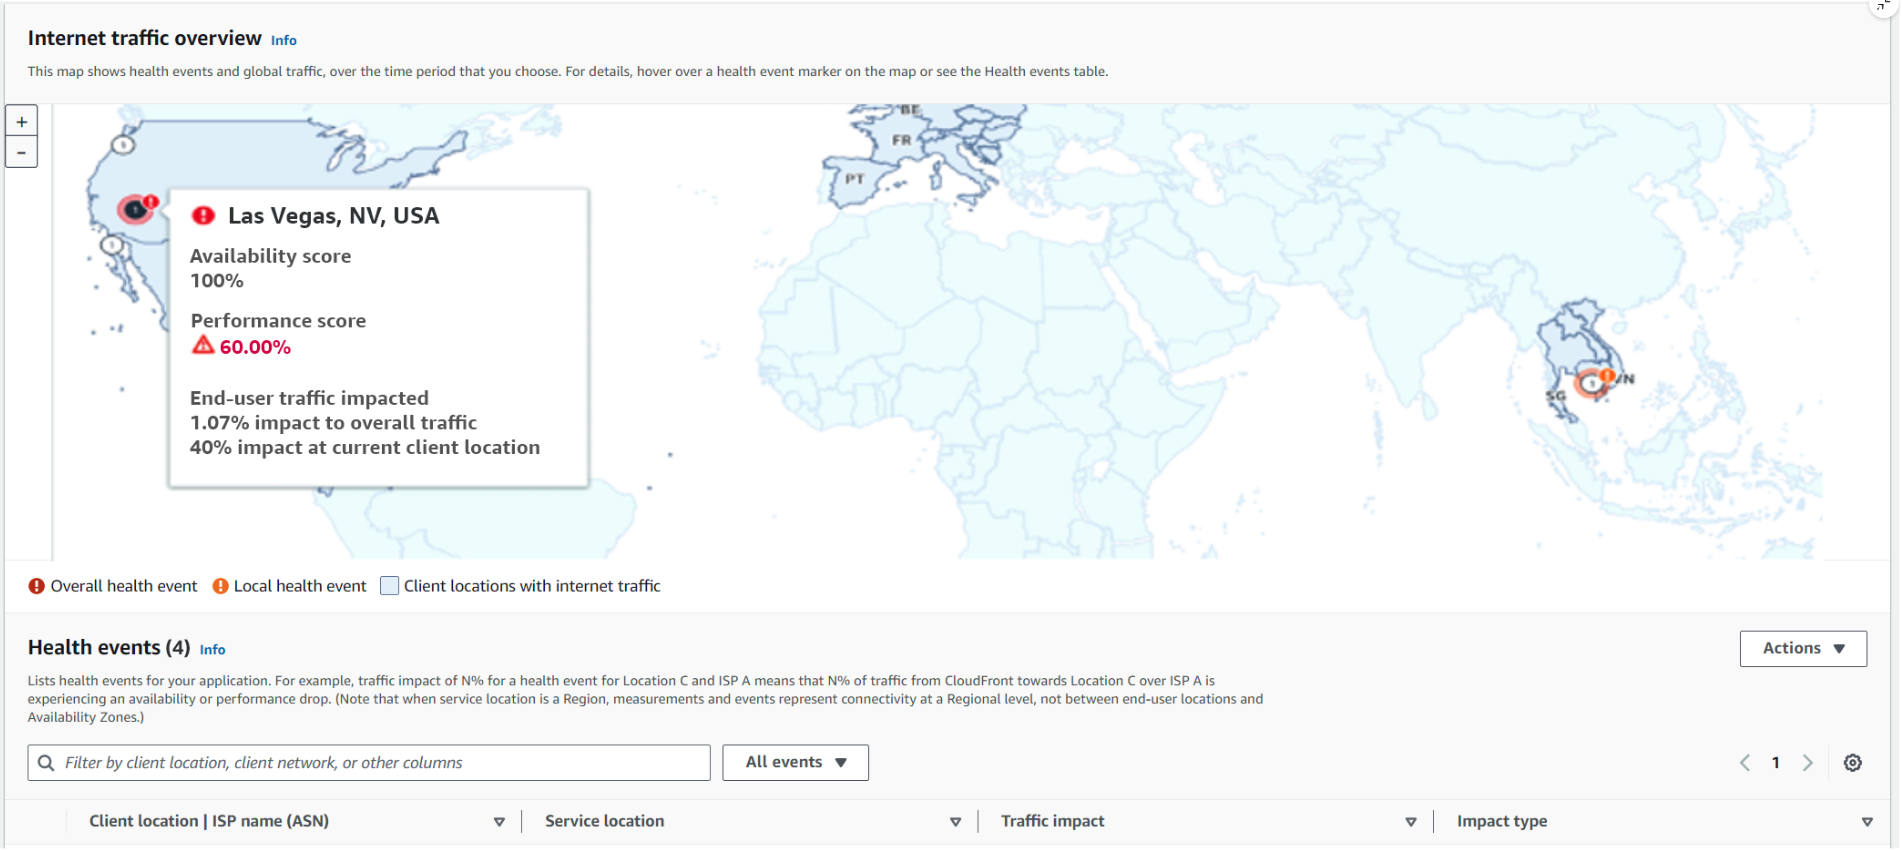 Internet traffic overview Info
This map shows health events and global traffic, over the time period that you choose. For details, hover over a health event marker on the map or see the Health events table.
+
-
BE
FR
PT
1
1
Las Vegas, NV, USA
Availability score
100%
Performance score
60.00%
End-user traffic impacted
1.07% impact to overall traffic
40% impact at current client location
1
VN
SG
Overall health event Local health event Client locations with internet traffic
Health events (4) Info
Actions
Lists health events for your application. For example, traffic impact of N% for a health event for Location C and ISP A means that N% of traffic from CloudFront towards Location C over ISP A is
experiencing an availability or performance drop. (Note that when service location is a Region, measurements and events represent connectivity at a Regional level, not between end-user locations and
Availability Zones.)
Filter by client location, client network, or other columns
All events
1
Client location | ISP name (ASN) Service location Traffic impact Impact type